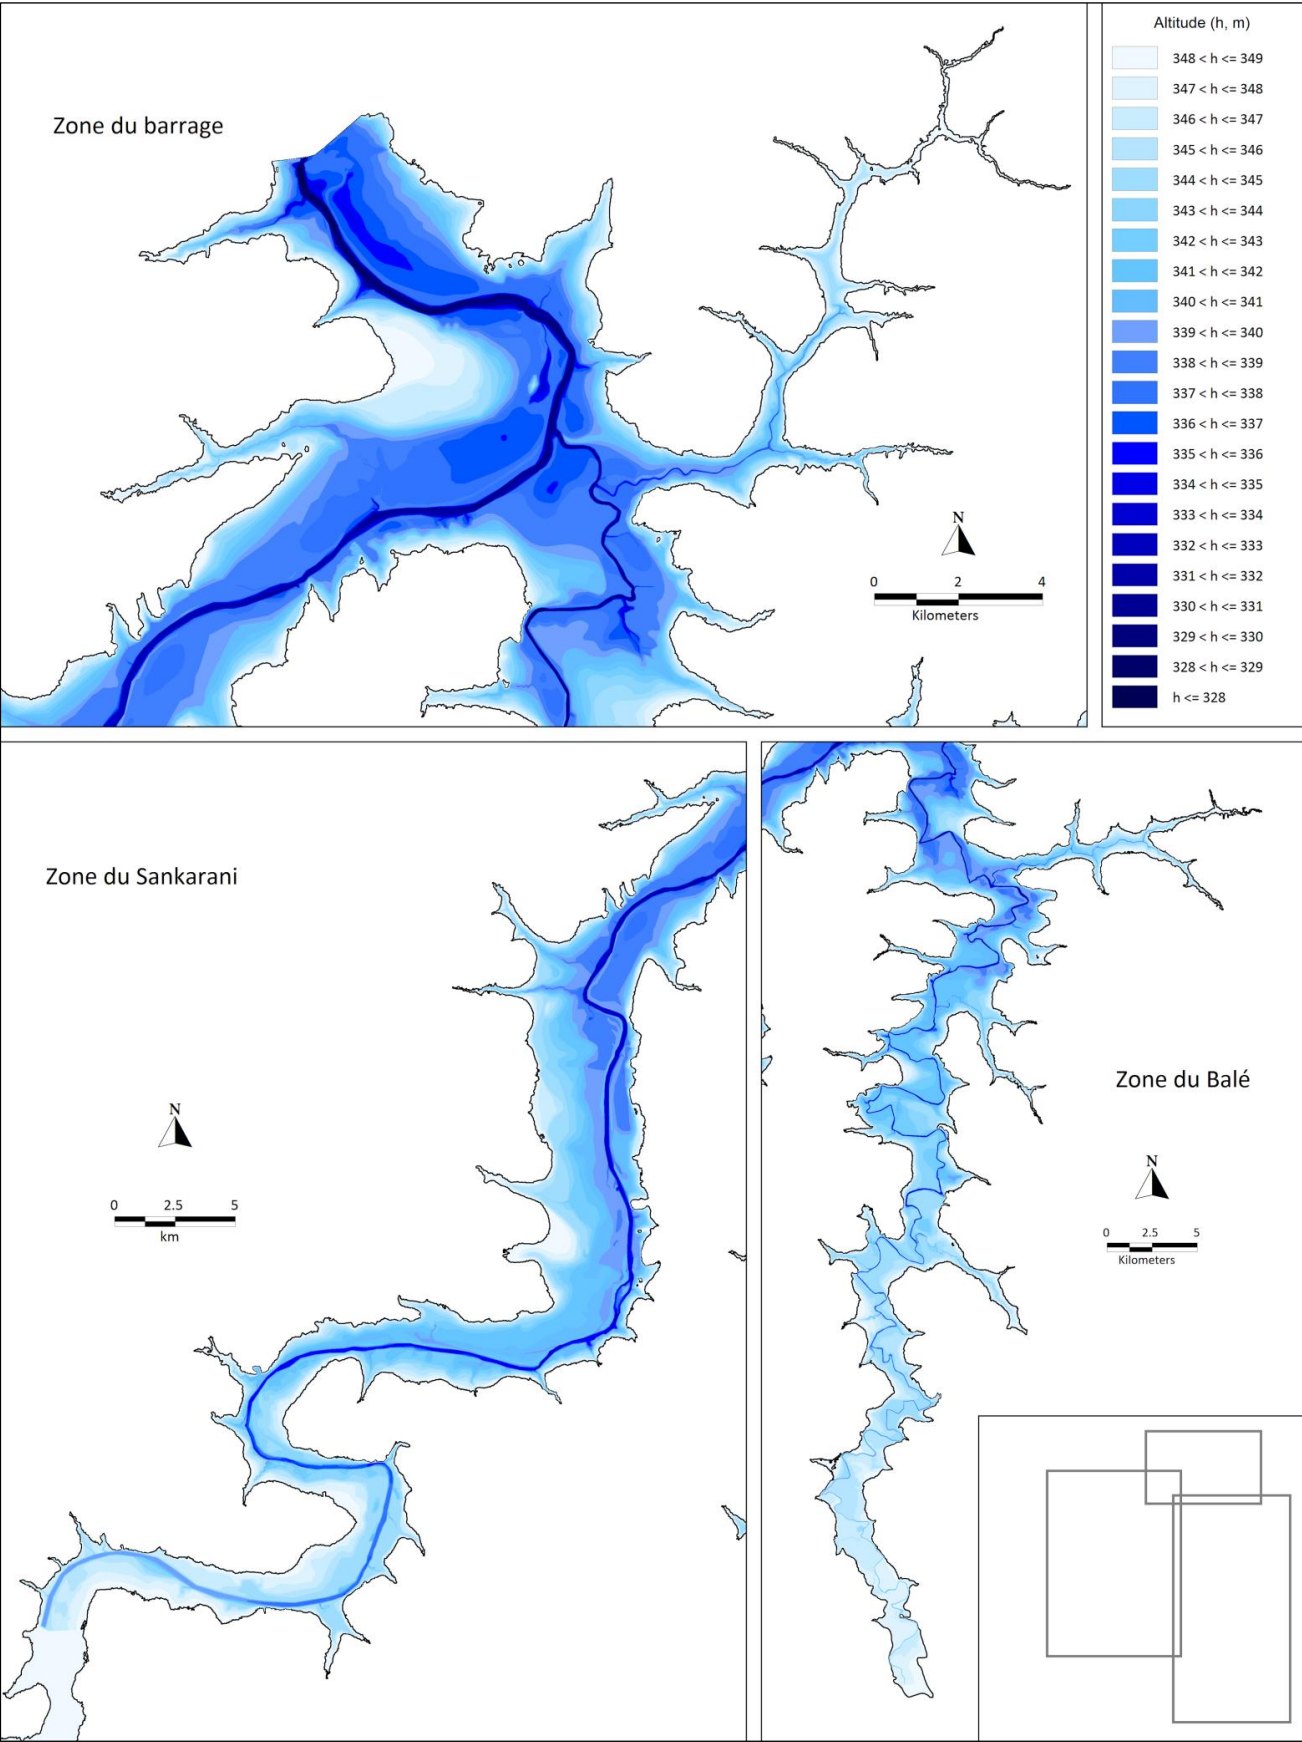 Zone du barrage
N
0 2 4
Kilometers
Altitude (h, m)
348 < h <= 349
347 < h <= 348
346 < h <= 347
345 < h <= 346
344 < h <= 345
343 < h <= 344
342 < h <= 343
341 < h <= 342
340 < h <= 341
339 < h <= 340
338 < h <= 339
337 < h <= 338
336 < h <= 337
335 < h <= 336
334 < h <= 335
333 < h <= 334
332 < h <= 333
331 < h <= 332
330 < h <= 331
329 < h <= 330
328 < h <= 329
h <= 328
Zone du Sankarani
N
0 2.5 5
km
Zone du Balé
N
0 2.5 5
Kilometers